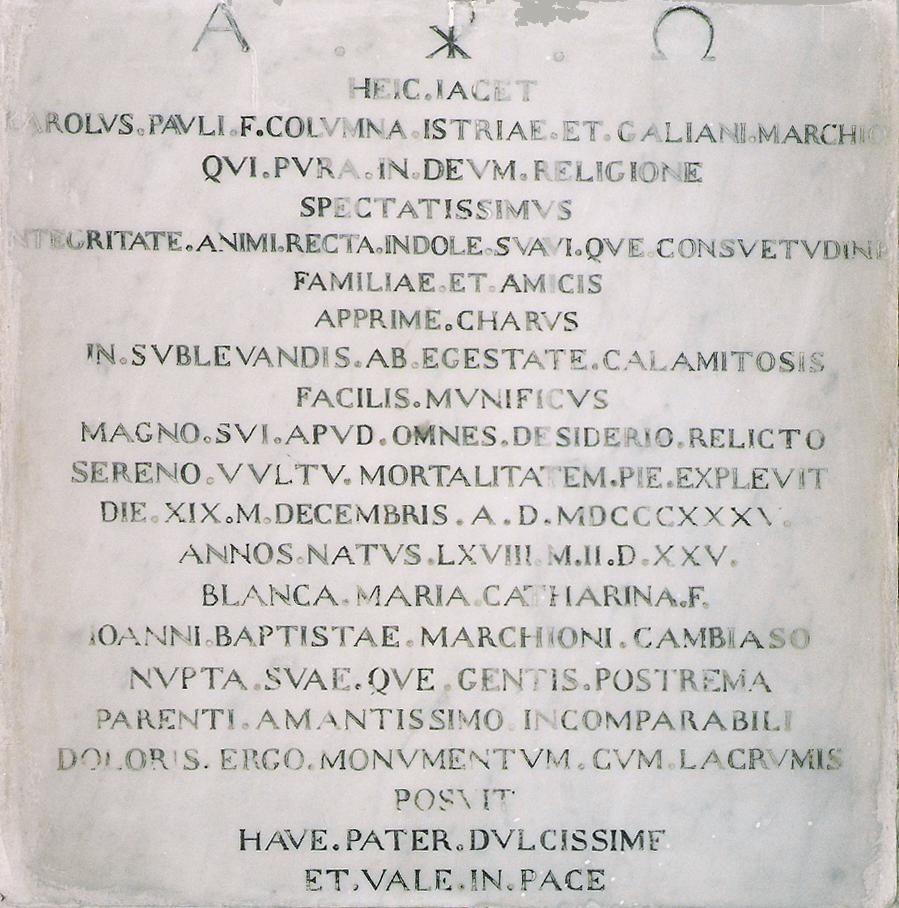 Α . ☧ . Ω
HEIC.IACET
CAROLVS.PAVLI.F.COLVMNA.ISTRIAE.ET.GALIANI.MARCHIO
QVI.PVRA.IN.DEVM.RELIGIONE
SPECTATISSIMVS
INTEGRITATE.ANIMI.RECTA.INDOLE.SVAVI.QVE.CONSVETVDINE
FAMILIAE.ET.AMICIS
APPRIME.CHARVS
IN.SVBLEVANDIS.AB.EGESTATE.CALAMITOSIS
FACILIS.MVNIFICVS
MAGNO.SVI.APVD.OMNES.DESIDERIO.RELICTO
SERENO.VVLTV.MORTALITATEM.PIE.EXPLEVIT
DIE.XIX.M.DECEMBRIS.A.D.MDCCCXXXV.
ANNOS.NATVS.LXVIII.M.II.D.XXV.
BLANCA.MARIA.CATHARINA.F.
IOANNI.BAPTISTAE.MARCHIONI.CAMBIASO
NVPTA.SVAE.QVE.GENTIS.POSTREMA
PARENTI.AMANTISSIMO.INCOMPARABILI
DOLORIS.ERGO.MONVMENTVM.CVM.LACRVMIS
POSVIT
HAVE.PATER.DVLCISSIME
ET.VALE.IN.PACE